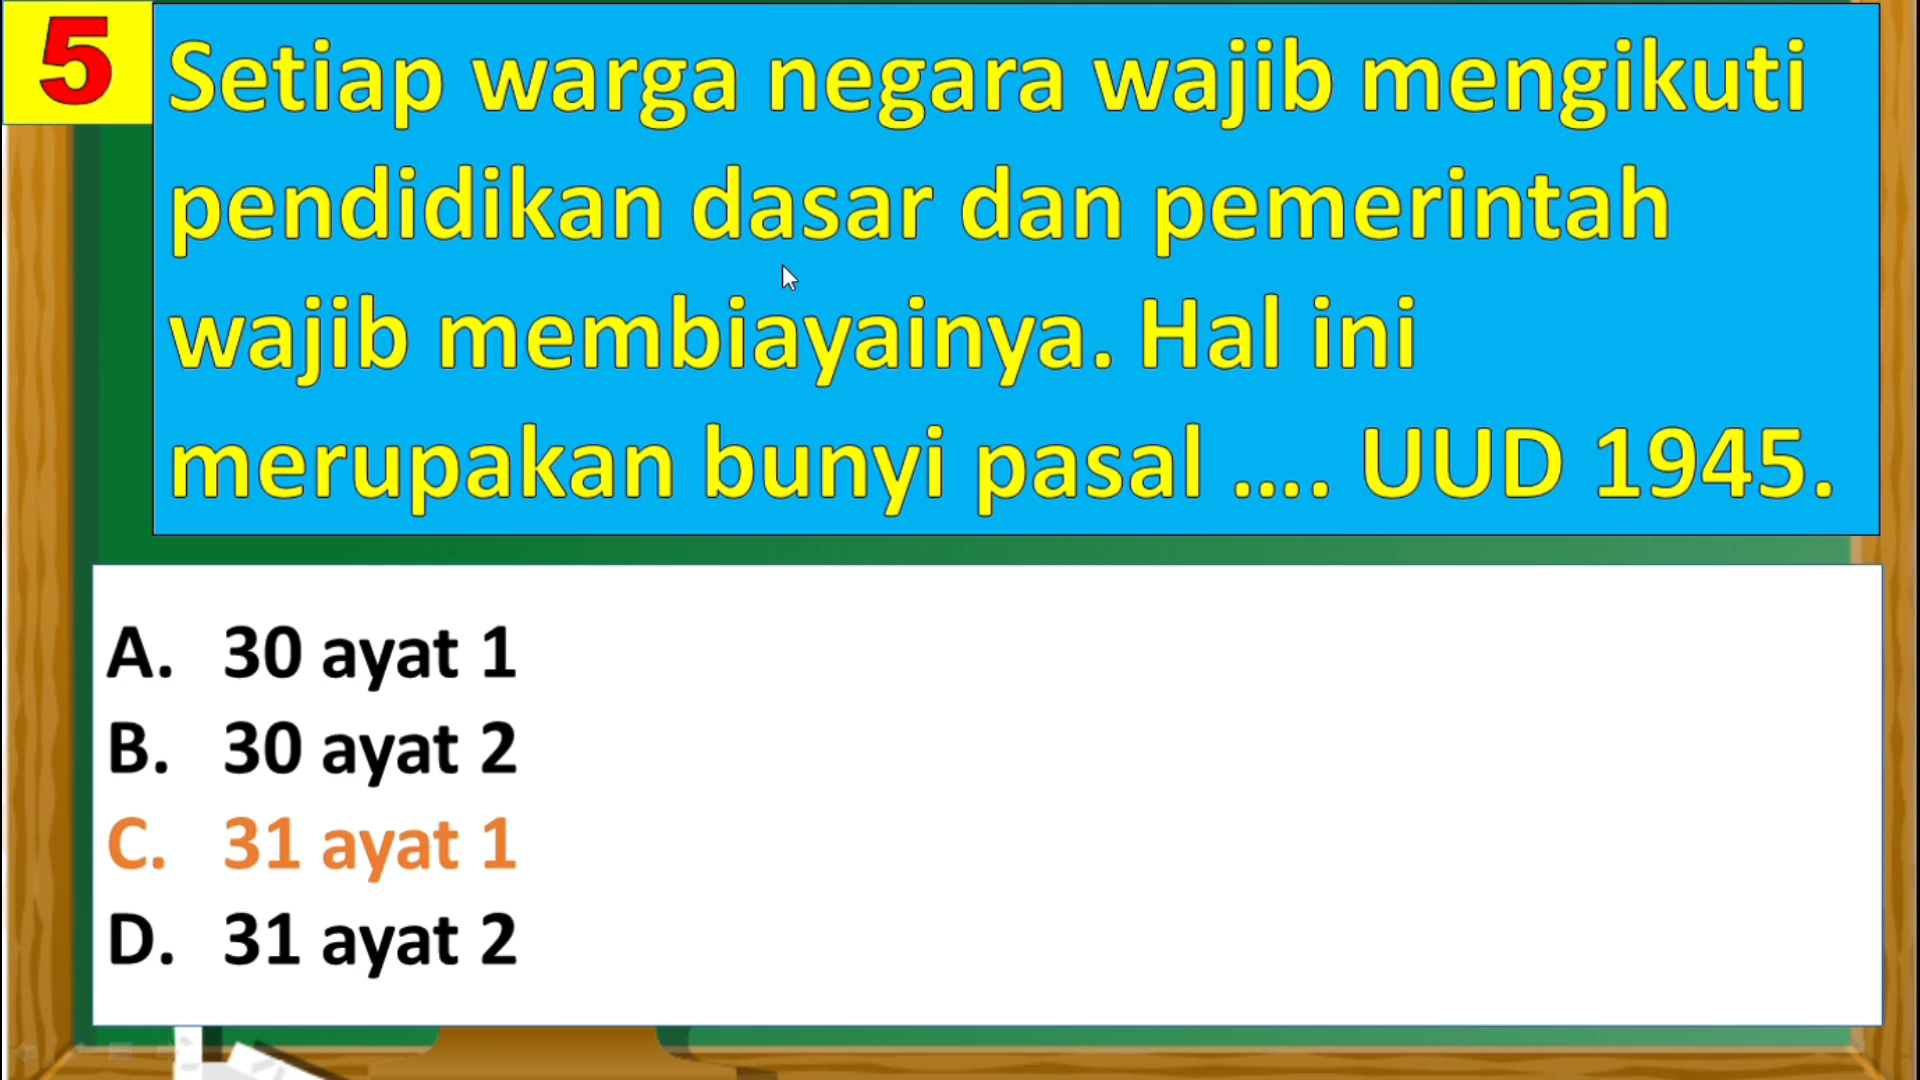 5
Setiap warga negara wajib mengikuti
pendidikan dasar dan pemerintah
wajib membiayainya. Hal ini
merupakan bunyi pasal .... UUD 1945.
A. 30 ayat 1
B. 30 ayat 2
C. 31 ayat 1
D. 31 ayat 2